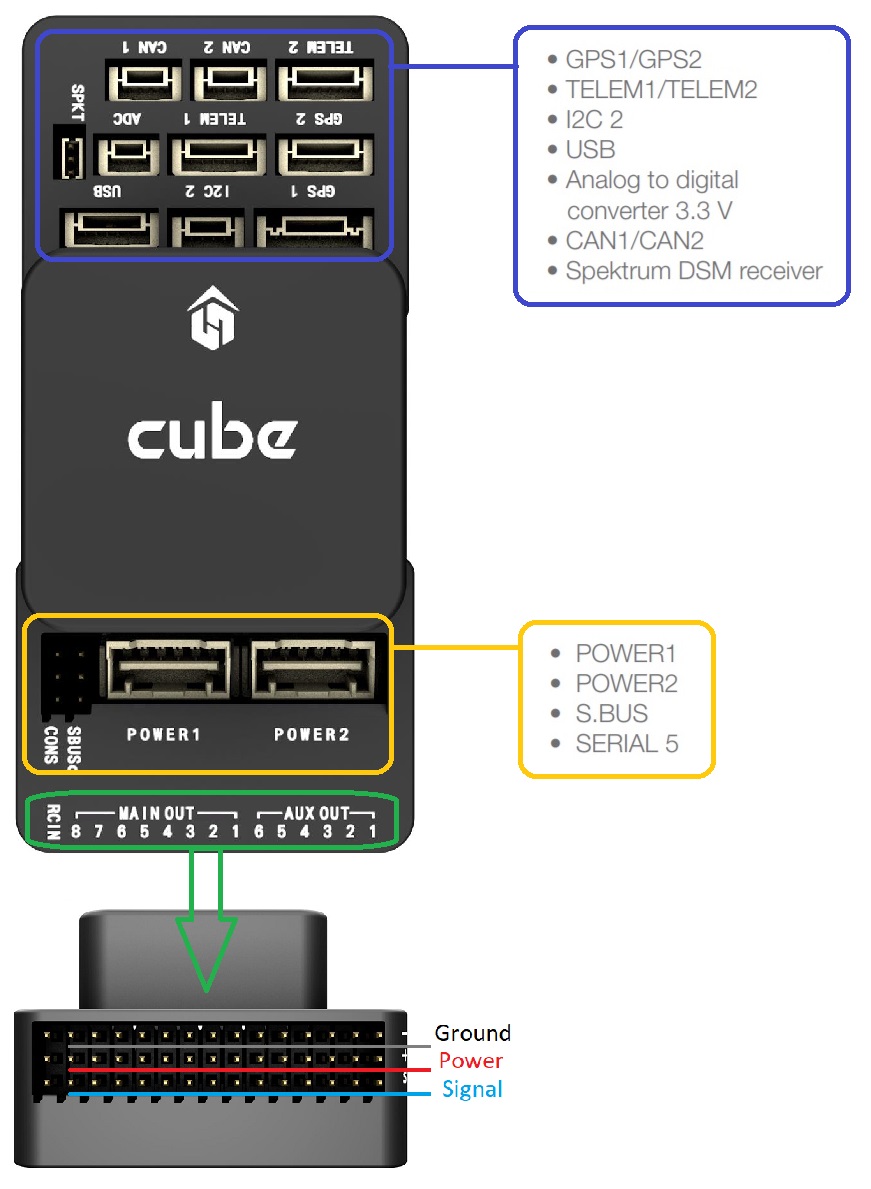 CAN 1 CAN 2 TELEM 2
SPKT
ADC TELEM 1 GPS 2
USB I2C 2 GPS 1
• GPS1/GPS2
• TELEM1/TELEM2
• I2C 2
• USB
• Analog to digital
converter 3.3 V
• CAN1/CAN2
• Spektrum DSM receiver
cube
CONS
SBUSo
POWER1 POWER2
• POWER1
• POWER2
• S.BUS
• SERIAL 5
RCIN
MAIN OUT AUX OUT
8 7 6 5 4 3 2 1 6 5 4 3 2 1
Ground
Power
Signal